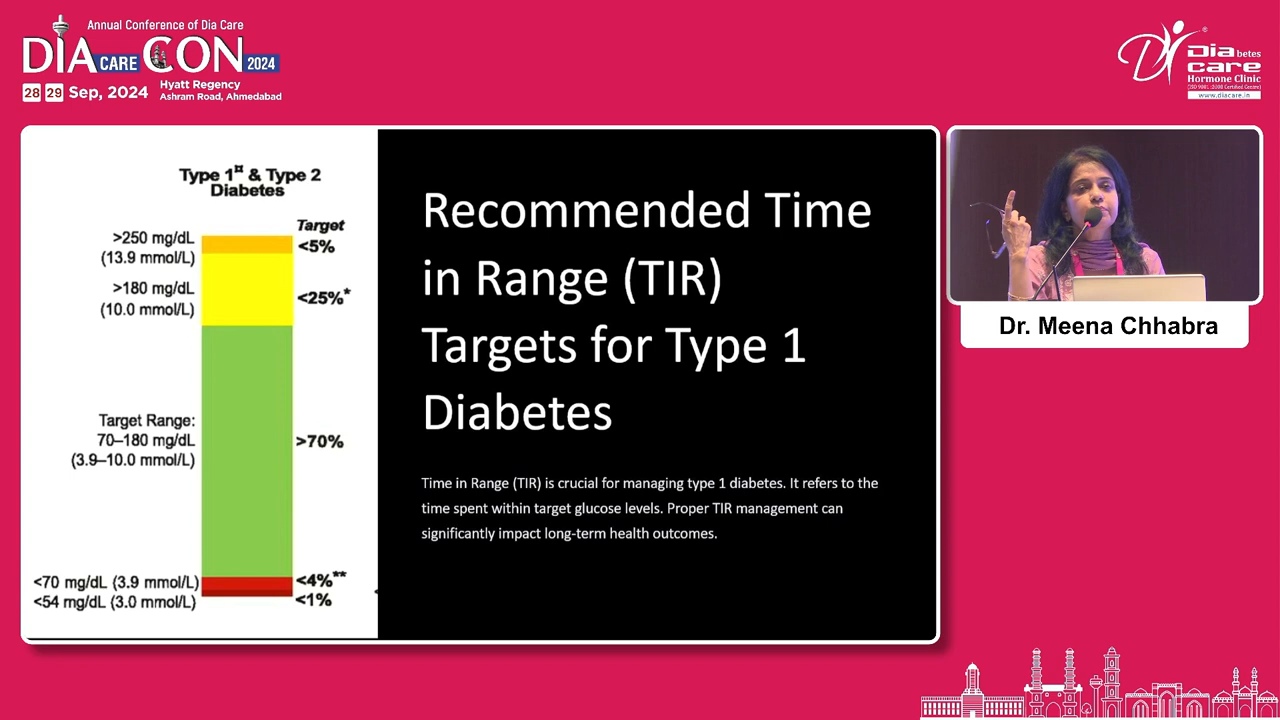 Annual Conference of Dia Care
DIA CARE CON 2024
28 29 Sep, 2024
Hyatt Regency
Ashram Road, Ahmedabad
Diabetes
care
Hormone Clinic
(ISO 9001:2008 Certified Centre)
www.diacare.in
Type 1¤ & Type 2
Diabetes
Target
>250 mg/dL
(13.9 mmol/L)
<5%
>180 mg/dL
(10.0 mmol/L)
<25%*
Target Range:
70–180 mg/dL
(3.9–10.0 mmol/L)
>70%
<70 mg/dL (3.9 mmol/L)
<4%**
<54 mg/dL (3.0 mmol/L)
<1%
Recommended Time
in Range (TIR)
Targets for Type 1
Diabetes
Time in Range (TIR) is crucial for managing type 1 diabetes. It refers to the
time spent within target glucose levels. Proper TIR management can
significantly impact long-term health outcomes.
Dr. Meena Chhabra